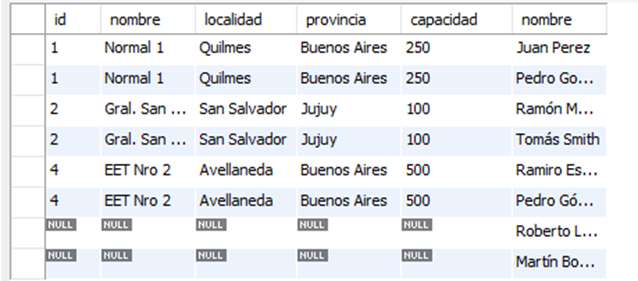 id nombre localidad provincia capacidad nombre
1 Normal 1 Quilmes Buenos Aires 250 Juan Perez
1 Normal 1 Quilmes Buenos Aires 250 Pedro Go...
2 Gral. San ... San Salvador Jujuy 100 Ramón M...
2 Gral. San ... San Salvador Jujuy 100 Tomás Smith
4 EET Nro 2 Avellaneda Buenos Aires 500 Ramiro Es...
4 EET Nro 2 Avellaneda Buenos Aires 500 Pedro Gó...
NULL NULL NULL NULL NULL Roberto L...
NULL NULL NULL NULL NULL Martín Bo...